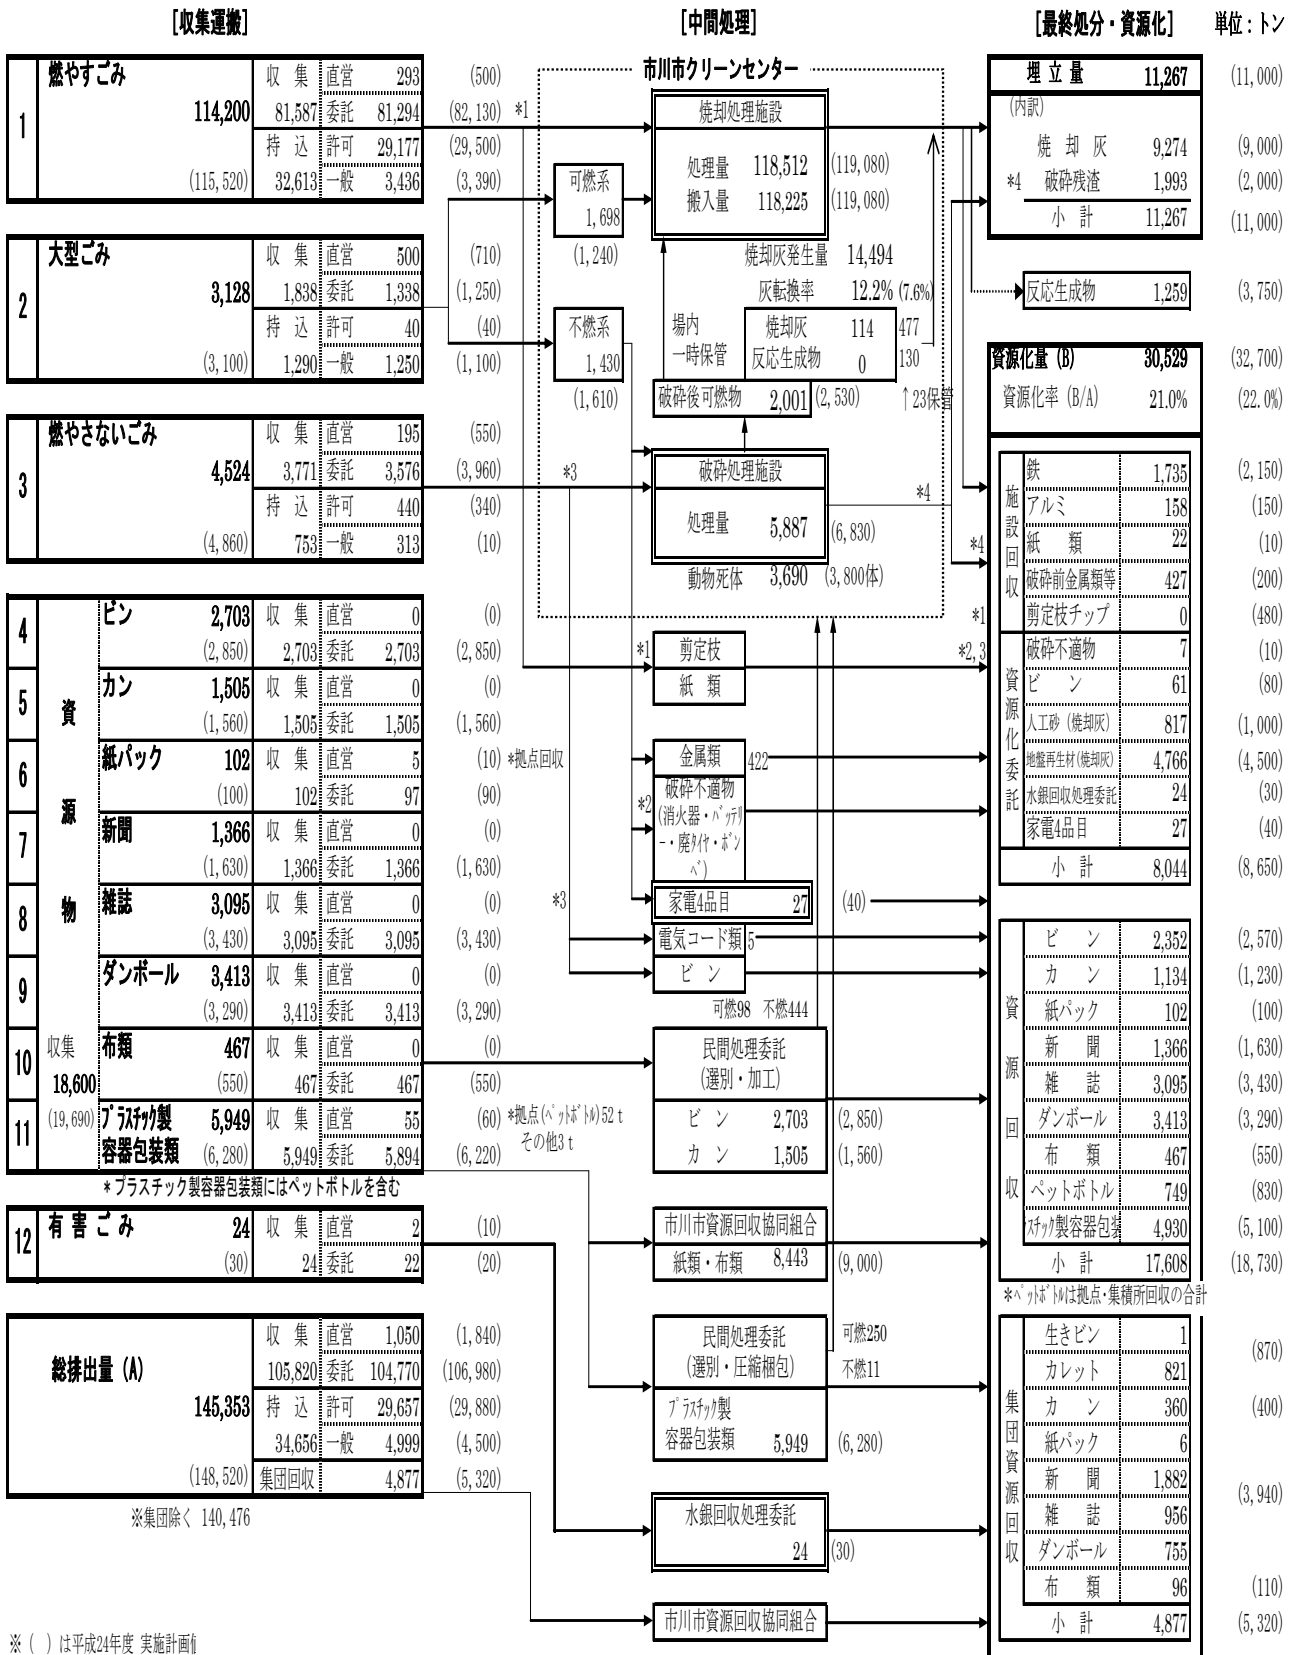 [収集運搬]
[中間処理]
[最終処分・資源化]
単位：トン
1
燃やすごみ
114,200
(115,520)
収 集 直営 293 (500)
81,587 委託 81,294 (82,130) *1
持 込 許可 29,177 (29,500)
32,613 一般 3,436 (3,390)
2
大型ごみ
3,128
(3,100)
収 集 直営 500 (710)
1,838 委託 1,338 (1,250)
持 込 許可 40 (40)
1,290 一般 1,250 (1,100)
3
燃やさないごみ
4,524
(4,860)
収 集 直営 195 (550)
3,771 委託 3,576 (3,960) *3
持 込 許可 440 (340)
753 一般 313 (10)
資源物
収集
18,600
(19,690)
4 ビン 2,703 収 集 直営 0 (0)
(2,850) 2,703 委託 2,703 (2,850)
5 カン 1,505 収 集 直営 0 (0)
(1,560) 1,505 委託 1,505 (1,560)
6 紙パック 102 収 集 直営 5 (10) *拠点回収
(100) 102 委託 97 (90)
7 新聞 1,366 収 集 直営 0 (0)
(1,630) 1,366 委託 1,366 (1,630)
8 雑誌 3,095 収 集 直営 0 (0)
(3,430) 3,095 委託 3,095 (3,430)
9 ダンボール 3,413 収 集 直営 0 (0)
(3,290) 3,413 委託 3,413 (3,290)
10 布類 467 収 集 直営 0 (0)
(550) 467 委託 467 (550)
11 プラスチック製 5,949 収 集 直営 55 (60) *拠点(ペットボトル)52ｔ
容器包装類 (6,280) 5,949 委託 5,894 (6,220) その他3ｔ
*プラスチック製容器包装類にはペットボトルを含む
12 有害ごみ 24 収 集 直営 2 (10)
(30) 24 委託 22 (20)
総排出量（A）
145,353
(148,520)
収 集 直営 1,050 (1,840)
105,820 委託 104,770 (106,980)
持 込 許可 29,657 (29,880)
34,656 一般 4,999 (4,500)
集団回収 4,877 (5,320)
※集団除く 140,476
※（ ）は平成24年度 実施計画
市川市クリーンセンター
焼却処理施設
処理量 118,512 (119,080)
搬入量 118,225 (119,080)
可燃系
1,698
(1,240)
不燃系
1,430
(1,610)
焼却灰発生量 14,494
灰転換率 12.2% (7.6%)
場内
一時保管
焼却灰 114 477
反応生成物 0 130
↑23保管
破砕後可燃物 2,001 (2,530)
破砕処理施設
処理量 5,887 (6,830)
*4
動物死体 3,690 (3,800体)
*1
剪定枝
紙 類
*2,3
金属類 422
*2
破砕不適物
(消火器・バッテリ
ー・廃タイヤ・ボン
ベ)
家電4品目 27 (40)
*3
電気コード類 5
ビ ン
可燃98 不燃444
民間処理委託
(選別・加工)
ビ ン 2,703 (2,850)
カ ン 1,505 (1,560)
市川市資源回収協同組合
紙類・布類 8,443 (9,000)
民間処理委託
(選別・圧縮梱包)
可燃250
不燃11
プラスチック製
容器包装類 5,949 (6,280)
水銀回収処理委託
24 (30)
市川市資源回収協同組合
埋 立 量 11,267 (11,000)
(内訳)
焼 却 灰 9,274 (9,000)
*4 破砕残渣 1,993 (2,000)
小 計 11,267 (11,000)
反応生成物 1,259 (3,750)
資源化量（B） 30,529 (32,700)
資源化率（B/A） 21.0% (22.0%)
施設回収
鉄 1,735 (2,150)
アルミ 158 (150)
紙 類 22 (10)
*4
破砕前金属類等 427 (200)
*1
剪定枝チップ 0 (480)
資源化委託
破砕不適物 7 (10)
ビ ン 61 (80)
人工砂（焼却灰） 817 (1,000)
地盤再生材(焼却灰) 4,766 (4,500)
水銀回収処理委託 24 (30)
家電4品目 27 (40)
小 計 8,044 (8,650)
資源回収
ビ ン 2,352 (2,570)
カ ン 1,134 (1,230)
紙パック 102 (100)
新 聞 1,366 (1,630)
雑 誌 3,095 (3,430)
ダンボール 3,413 (3,290)
布 類 467 (550)
ペットボトル 749 (830)
スチック製容器包装 4,930 (5,100)
小 計 17,608 (18,730)
*ペットボトルは拠点・集積所回収の合計
集団資源回収
生きビン 1
(870)
カレット 821
カ ン 360 (400)
紙パック 6
新 聞 1,882
(3,940)
雑 誌 956
ダンボール 755
布 類 96 (110)
小 計 4,877 (5,320)